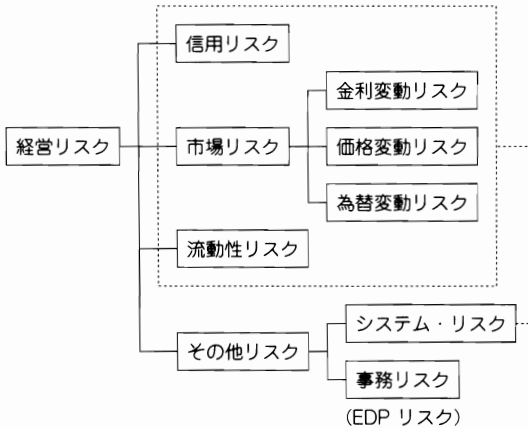 信用リスク
金利変動リスク
経営リスク
市場リスク
価格変動リスク
為替変動リスク
流動性リスク
システム・リスク
その他リスク
事務リスク
(EDP リスク)